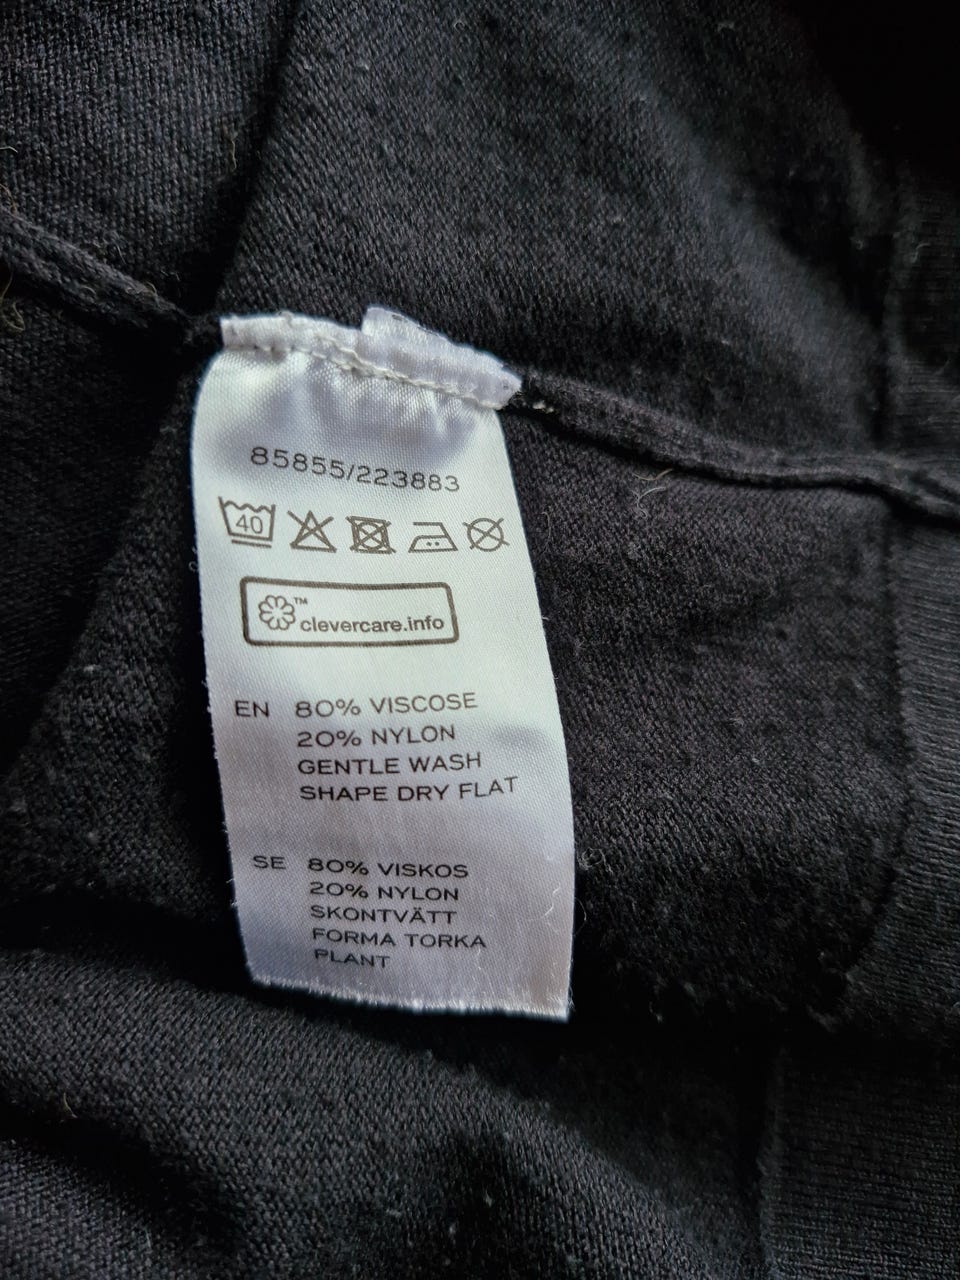 85855/223883
40
™
clevercare.info
EN 80% VISCOSE
20% NYLON
GENTLE WASH
SHAPE DRY FLAT
SE 80% VISKOS
20% NYLON
SKONTVÄTT
FORMA TORKA
PLANT